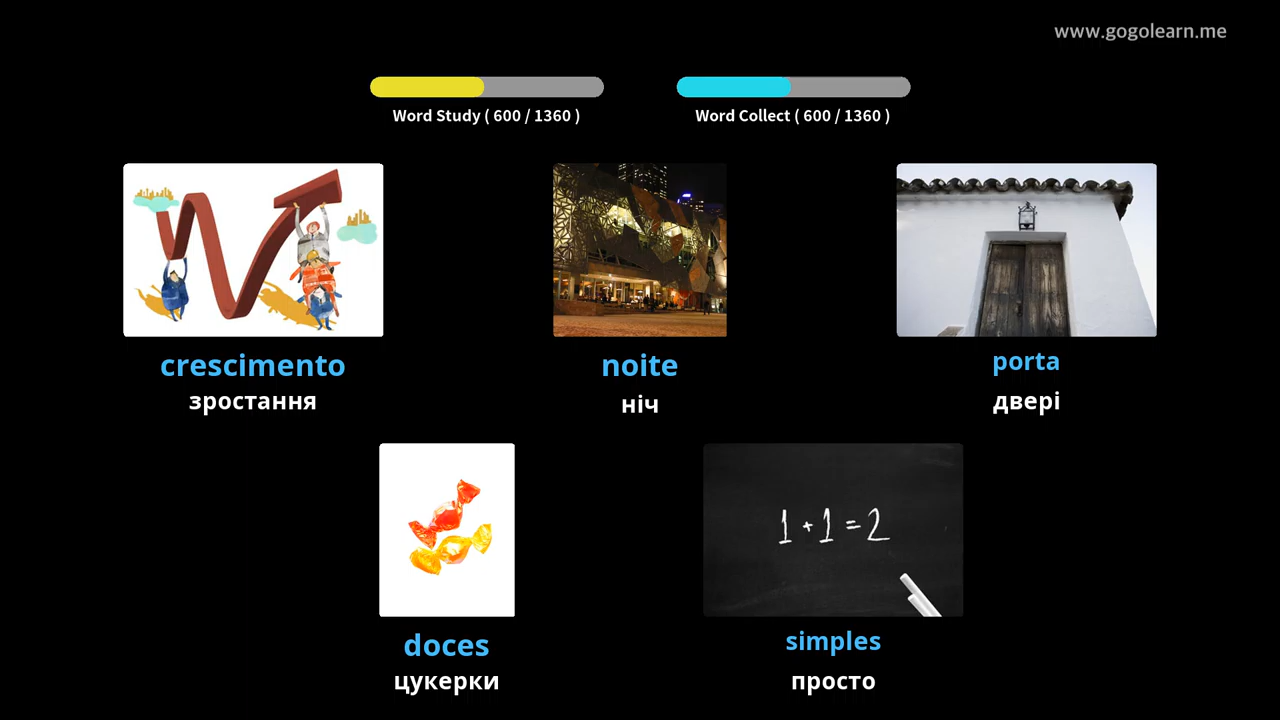 www.gogolearn.me
Word Study ( 600 / 1360 )
Word Collect ( 600 / 1360 )
crescimento
зростання
noite
ніч
porta
двері
1 + 1 = 2
doces
цукерки
simples
просто